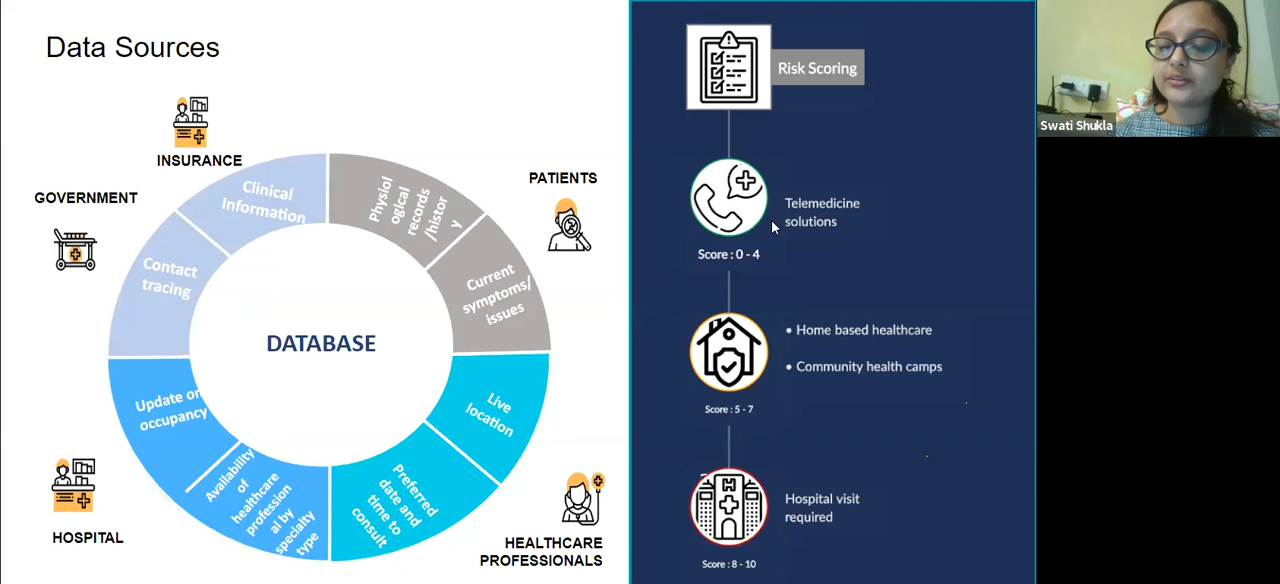 Data Sources
INSURANCE
GOVERNMENT
PATIENTS
Clinical
Information
Physiol
ogical
records
/histor
y
Contact
tracing
Current
symptoms/
issues
DATABASE
Update on
occupancy
Live
location
Availability
of
healthcare
profession
al by
specialty
type
Preferred
date and
time to
consult
HOSPITAL
HEALTHCARE
PROFESSIONALS
Risk Scoring
Telemedicine
solutions
Score : 0 - 4
• Home based healthcare
• Community health camps
Score : 5 - 7
H
Hospital visit
required
Score : 8 - 10
Swati Shukla